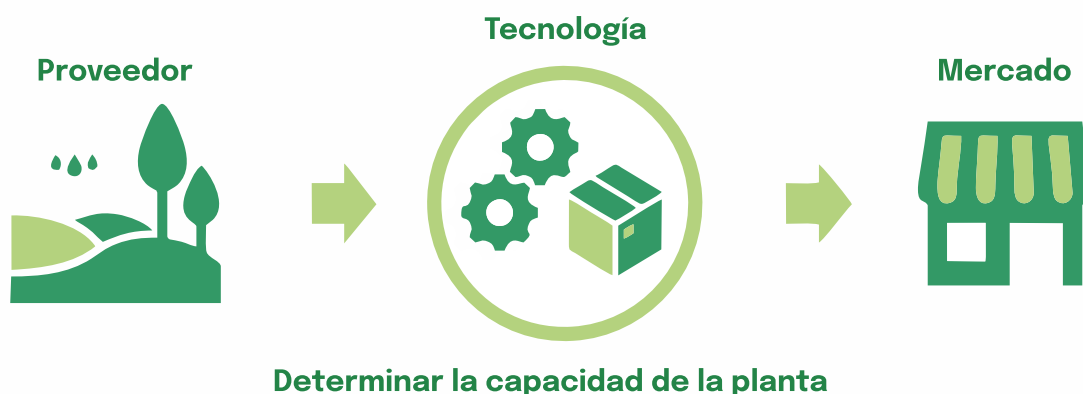 Tecnología
Proveedor
Mercado
Determinar la capacidad de la planta